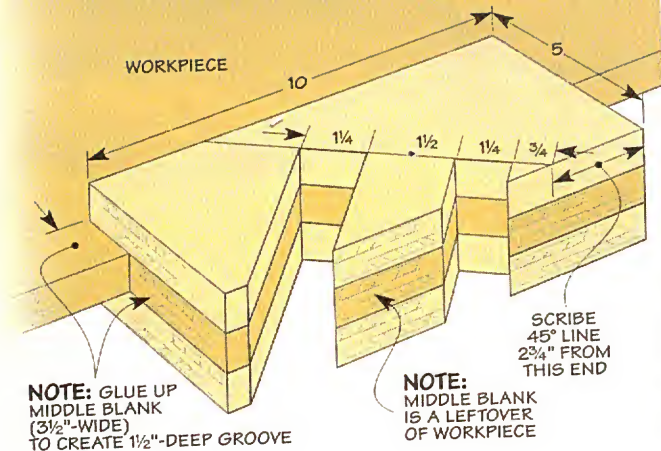 WORKPIECE
10
5
1¼
1½
1¼
¾
SCRIBE
45° LINE
2¾" FROM
THIS END
NOTE: GLUE UP
MIDDLE BLANK
(3½"-WIDE)
TO CREATE 1½"-DEEP GROOVE
NOTE:
MIDDLE BLANK
IS A LEFTOVER
OF WORKPIECE